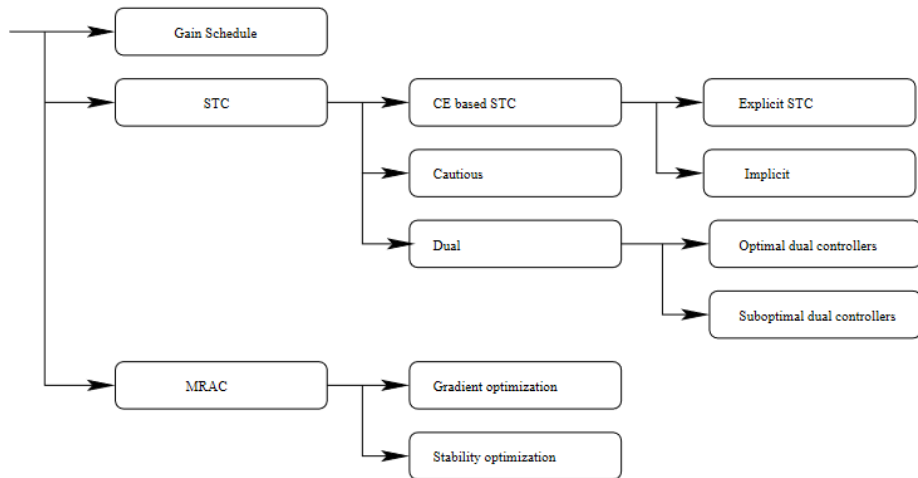 Gain Schedule
STC
CE based STC
Explicit STC
Cautious
Implicit
Dual
Optimal dual controllers
Suboptimal dual controllers
MRAC
Gradient optimization
Stability optimization